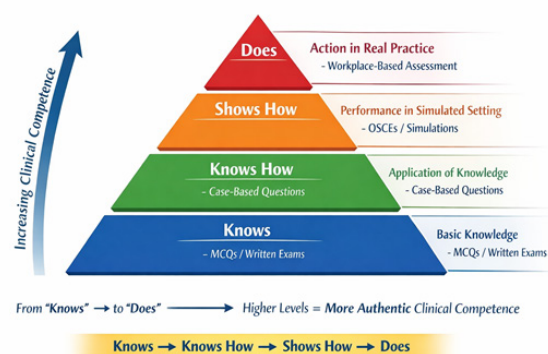 Does
Action in Real Practice
- Workplace-Based Assessment
Shows How
Performance in Simulated Setting
- OSCEs / Simulations
Knows How
- Case-Based Questions
Application of Knowledge
- Case-Based Questions
Knows
- MCQs / Written Exams
Basic Knowledge
- MCQs / Written Exams
Increasing Clinical Competence
From "Knows" → to "Does" → Higher Levels = More Authentic Clinical Competence
Knows → Knows How → Shows How → Does